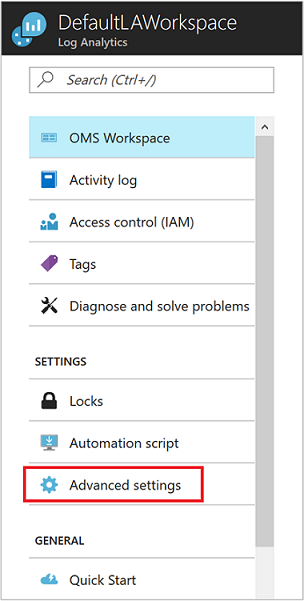 DefaultLAWorkspace
Log Analytics
Search (Ctrl+/)
OMS Workspace
Activity log
Access control (IAM)
Tags
Diagnose and solve problems
SETTINGS
Locks
Automation script
Advanced settings
GENERAL
Quick Start